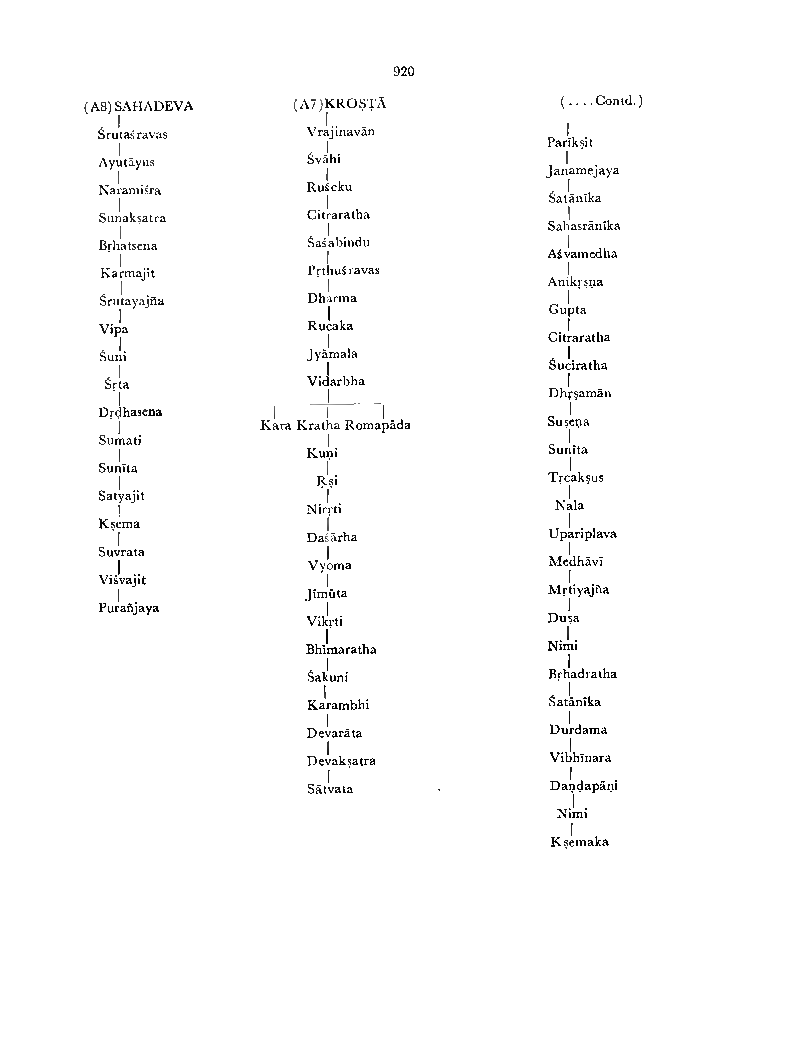 920
(A8) SAHADEVA
Śrutaśravas
Ayutāyus
Naramiśra
Sunakṣatra
Bṛhatsena
Karmajit
Śrutayajña
Vipa
Śuni
Śṛta
Dṛḍhasena
Sumati
Sunīta
Satyajit
Kṣema
Suvrata
Viśvajit
Purañjaya
(A7) KROṢṬĀ
Vrajinavān
Śvāhi
Ruśeku
Citraratha
Śaśabindu
Pṛthuśravas
Dharma
Rucaka
Jyāmala
Vidarbha
Kara Kratha Romapāda
Kuṇi
Ṛṣi
Nirṛti
Daśārha
Vyoma
Jīmūta
Vikṛti
Bhīmaratha
Śakuni
Karambhi
Devarāta
Devakṣatra
Sātvata
(....Contd.)
Parīkṣit
Janamejaya
Śatānīka
Sahasrānīka
Aśvamedha
Anikṛṣṇa
Gupta
Citraratha
Śuciratha
Dhṛṣamān
Suṣeṇa
Sunīta
Tṛcakṣus
Nala
Upariplava
Medhāvī
Mṛtiyajña
Duṣa
Nimi
Bṛhadratha
Śatānīka
Durdama
Vibhīnara
Daṇḍapāṇi
Nimi
Kṣemaka